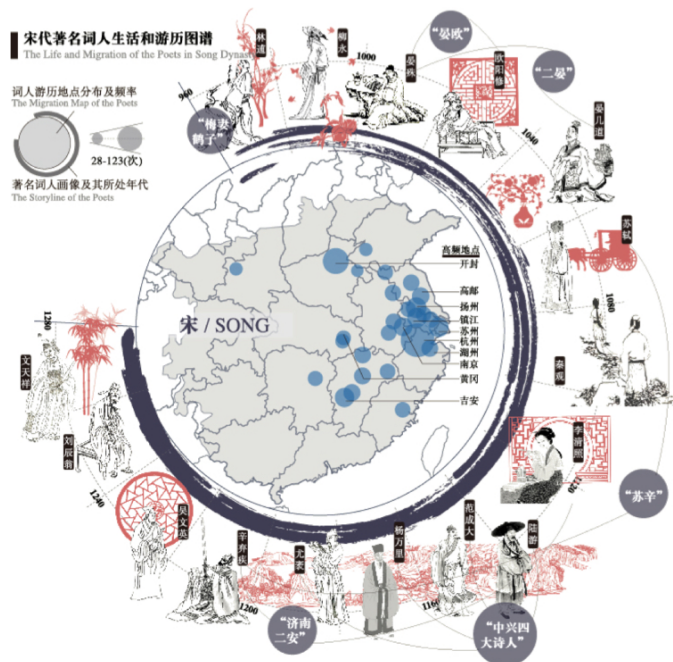 宋代著名词人生活和游历图谱
The Life and Migration of the Poets in Song Dynasty
词人游历地点分布及频率
The Migration Map of the Poets
28-123(次)
著名词人画像及其所处年代
The Storyline of the Poets
960
林逋
柳永
1000
晏殊
“晏欧”
欧阳修
“二晏”
1040
晏几道
“梅妻
鹤子”
苏轼
1080
秦观
李清照
1120
“苏辛”
陆游
“中兴四
大诗人”
范成大
1160
杨万里
尤袤
“济南
二安”
1200
辛弃疾
吴文英
1240
刘辰翁
文天祥
1280
宋 / SONG
高频地点
开封
高邮
扬州
镇江
苏州
杭州
湖州
南京
黄冈
吉安